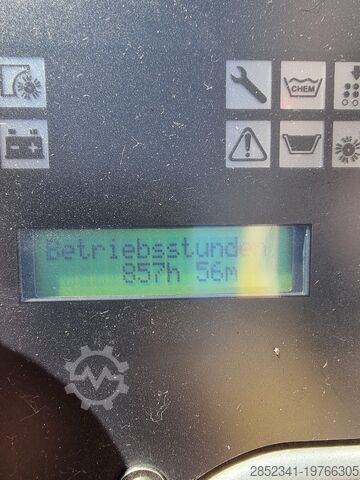 CHEM
Betriebsstunden
857h 56m
2852341-19766305